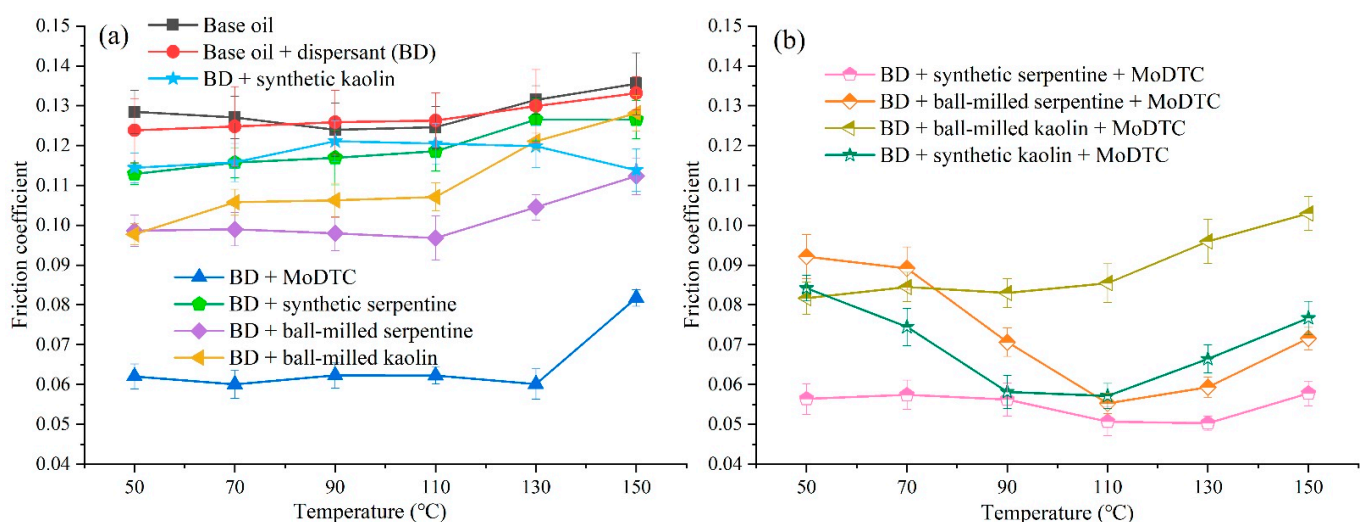 (a)
Base oil
Base oil + dispersant (BD)
BD + synthetic kaolin
BD + MoDTC
BD + synthetic serpentine
BD + ball-milled serpentine
BD + ball-milled kaolin
Friction coefficient
0.15
0.14
0.13
0.12
0.11
0.10
0.09
0.08
0.07
0.06
0.05
0.04
50 70 90 110 130 150
Temperature (℃)
(b)
BD + synthetic serpentine + MoDTC
BD + ball-milled serpentine + MoDTC
BD + ball-milled kaolin + MoDTC
BD + synthetic kaolin + MoDTC
Friction coefficient
0.15
0.14
0.13
0.12
0.11
0.10
0.09
0.08
0.07
0.06
0.05
0.04
50 70 90 110 130 150
Temperature (℃)